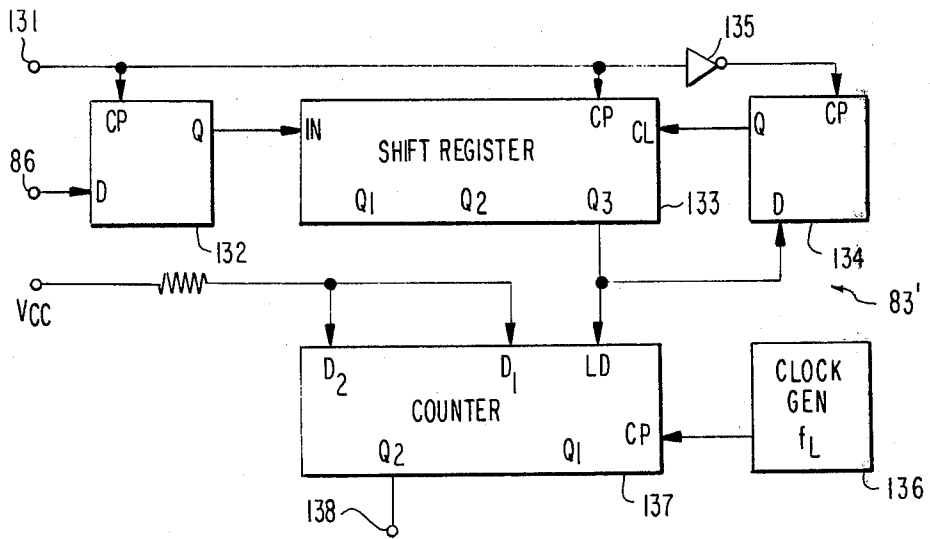 131
135
CP
Q
IN
CP
CL
Q
CP
SHIFT REGISTER
86
D
Q1
Q2
Q3
133
D
132
134
83'
VCC
D2
D1
LD
CLOCK
GEN
fL
COUNTER
CP
Q2
Q1
138
137
136